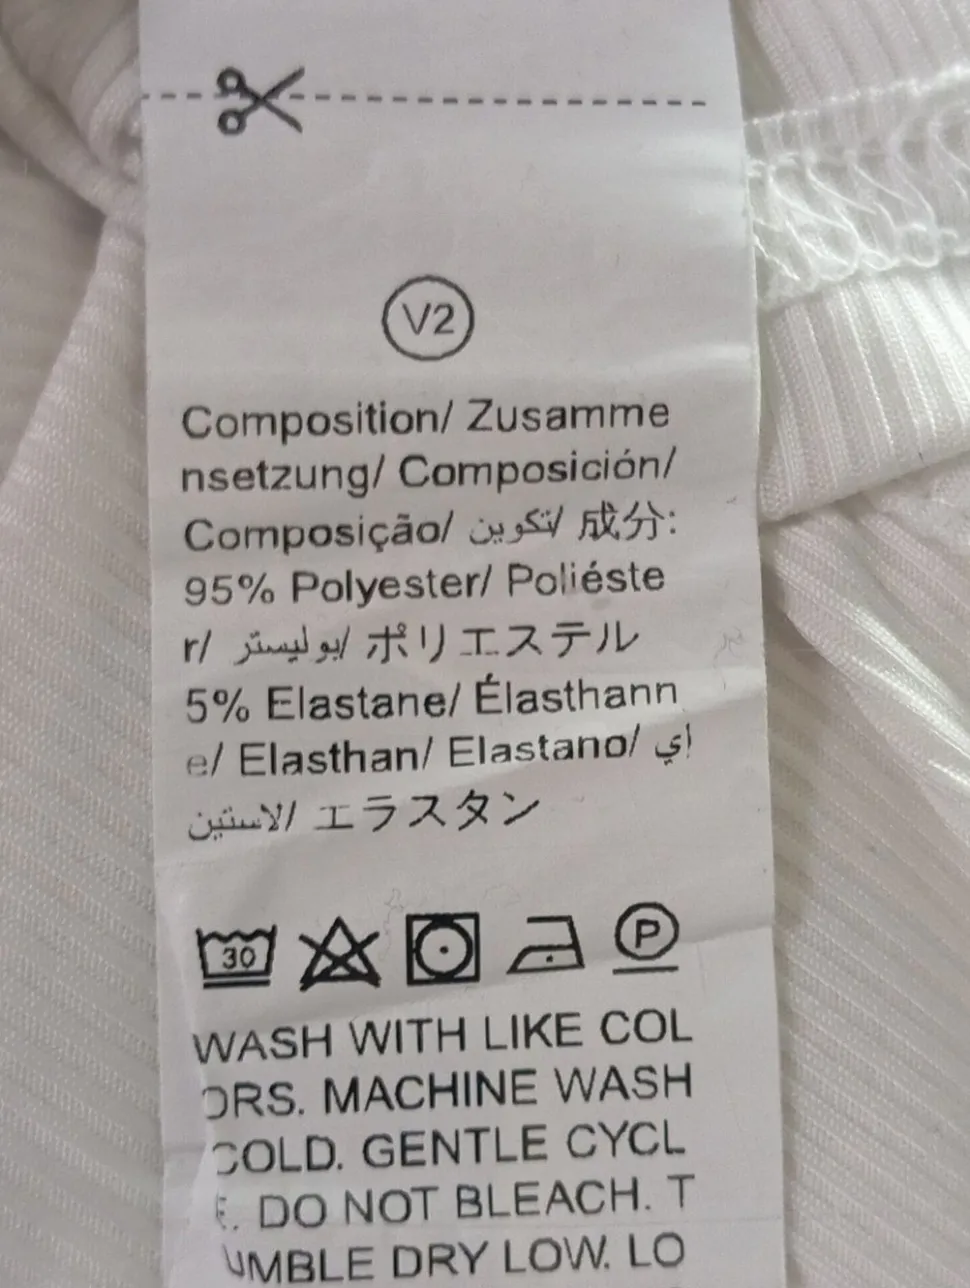 V2
Composition/ Zusamme
nsetzung/ Composición/
Composição/ تكوين/ 成分:
95% Polyester/ Poliéste
r/ بوليستر/ ポリエステル
5% Elastane/ Élasthann
e/ Elasthan/ Elastano/ إي
لاستين/ エラスタン
30 P
WASH WITH LIKE COL
ORS. MACHINE WASH
COLD. GENTLE CYCL
E. DO NOT BLEACH. T
UMBLE DRY LOW. LO